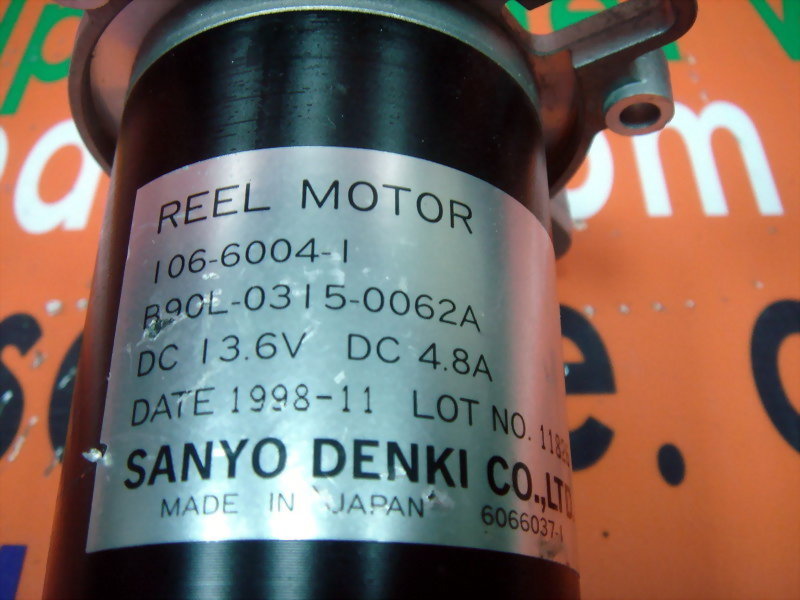 REEL MOTOR
106-6004-1
B90L-0315-0062A
DC 13.6V DC 4.8A
DATE 1998-11 LOT NO.
SANYO DENKI CO.,LTD.
MADE IN JAPAN
6066037-1